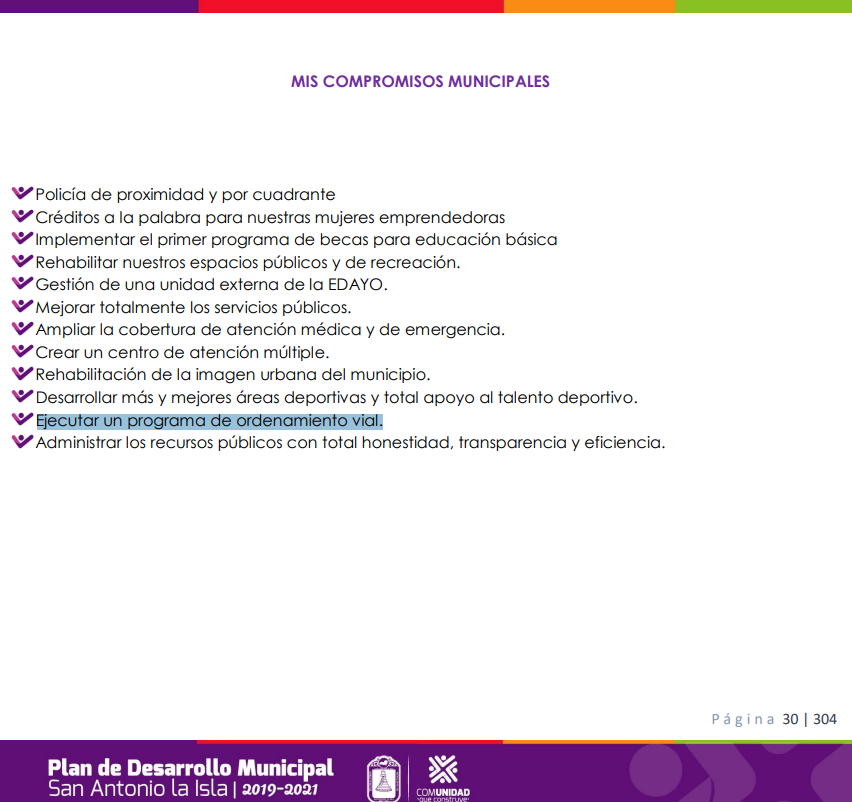 MIS COMPROMISOS MUNICIPALES
Policía de proximidad y por cuadrante
Créditos a la palabra para nuestras mujeres emprendedoras
Implementar el primer programa de becas para educación básica
Rehabilitar nuestros espacios públicos y de recreación.
Gestión de una unidad externa de la EDAYO.
Mejorar totalmente los servicios públicos.
Ampliar la cobertura de atención médica y de emergencia.
Crear un centro de atención múltiple.
Rehabilitación de la imagen urbana del municipio.
Desarrollar más y mejores áreas deportivas y total apoyo al talento deportivo.
Ejecutar un programa de ordenamiento vial.
Administrar los recursos públicos con total honestidad, transparencia y eficiencia.
Página 30 | 304
Plan de Desarrollo Municipal
San Antonio la Isla | 2019-2021
COMUNIDAD
que construye